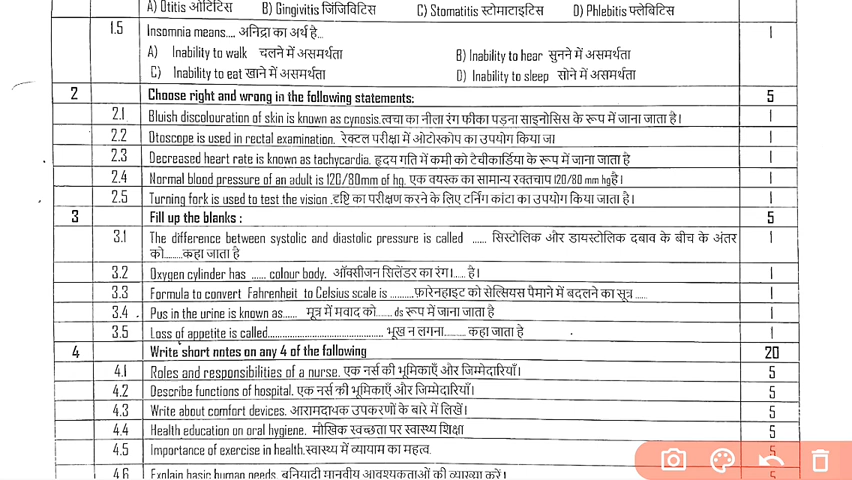 A) Otitis ओटिटिस B) Gingivitis जिंजिविटिस C) Stomatitis स्टोमाटाइटिस D) Phlebitis फ्लेबिटिस
1.5 Insomnia means.... अनिद्रा का अर्थ है... 1
A) Inability to walk चलने में असमर्थता B) Inability to hear सुनने में असमर्थता
C) Inability to eat खाने में असमर्थता D) Inability to sleep सोने में असमर्थता
2 Choose right and wrong in the following statements: 5
2.1 Bluish discolouration of skin is known as cynosis.त्वचा का नीला रंग फीका पड़ना साइनोसिस के रूप में जाना जाता है। 1
2.2 Otoscope is used in rectal examination. रेक्टल परीक्षा में ओटोस्कोप का उपयोग किया जा 1
2.3 Decreased heart rate is known as tachycardia. हृदय गति में कमी को टेचीकार्डिया के रूप में जाना जाता है 1
2.4 Normal blood pressure of an adult is 120/80mm of hg. एक वयस्क का सामान्य रक्तचाप 120/80 mm hgहै। 1
2.5 Turning fork is used to test the vision .दृष्टि का परीक्षण करने के लिए टर्निंग कांटा का उपयोग किया जाता है। 1
3 Fill up the blanks : 5
3.1 The difference between systolic and diastolic pressure is called ...... सिस्टोलिक और डायस्टोलिक दबाव के बीच के अंतर 1
को.........कहा जाता है
3.2 Oxygen cylinder has ...... colour body. ऑक्सीजन सिलेंडर का रंग।...... है। 1
3.3 Formula to convert Fahrenheit to Celsius scale is ..........फ़ारेनहाइट को सेल्सियस पैमाने में बदलने का सूत्र ...... 1
3.4 Pus in the urine is known as...... मूत्र में मवाद को....... ds रूप में जाना जाता है 1
3.5 Loss of appetite is called............................................ भूख न लगना.......... कहा जाता है 1
4 Write short notes on any 4 of the following 20
4.1 Roles and responsibilities of a nurse. एक नर्स की भूमिकाएँ और जिम्मेदारियाँ। 5
4.2 Describe functions of hospital. एक नर्स की भूमिकाएँ और जिम्मेदारियाँ। 5
4.3 Write about comfort devices. आरामदायक उपकरणों के बारे में लिखें। 5
4.4 Health education on oral hygiene. मौखिक स्वच्छता पर स्वास्थ्य शिक्षा 5
4.5 Importance of exercise in health.स्वास्थ्य में व्यायाम का महत्व. 5
4.6 Explain basic human needs. बुनियादी मानवीय आवश्यकताओं की व्याख्या करें। 5